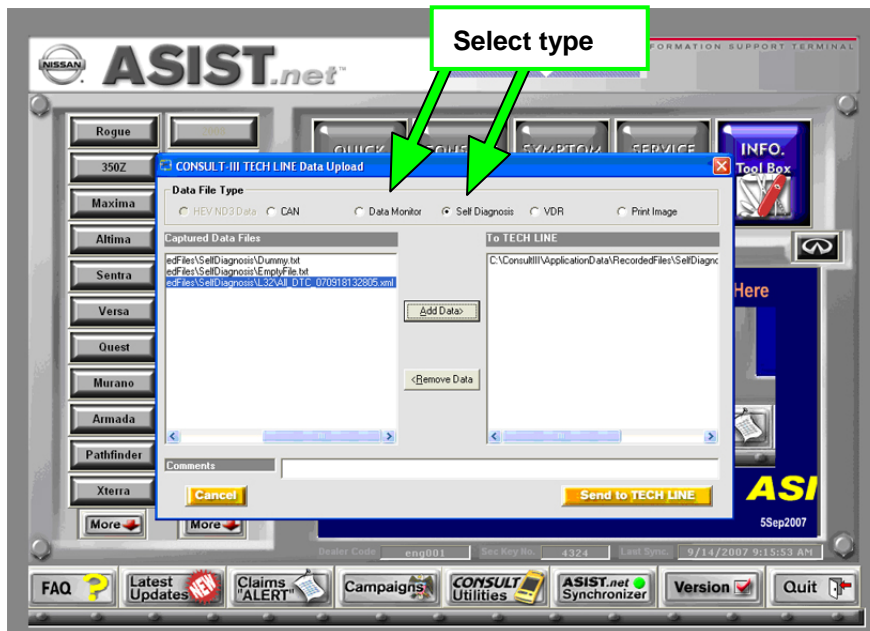 Select type
FORMATION SUPPORT TERMINAL
NISSAN
ASIST.net
Rogue
350Z
Maxima
Altima
Sentra
Versa
Quest
Murano
Armada
Pathfinder
Xterra
More
More
QUICK
SYMPTOM
SERVICE
INFO.
Tool Box
CONSULT-III TECH LINE Data Upload
Data File Type
HEV/ND3 Data
CAN
Data Monitor
Self Diagnosis
VDR
Print Image
Captured Data Files
To TECH LINE
edFiles\SelfDiagnosis\Dummy.txt
edFiles\SelfDiagnosis\EmptyFile.txt
edFiles\SelfDiagnosis\L32\All_DTC_070918132805.xml
C:\ConsultIII\ApplicationData\RecordedFiles\SelfDiagno
Add Data>
<Remove Data
Comments
Cancel
Send to TECH LINE
Here
ASI
5Sep2007
Dealer Code
eng001
Sec Key No.
4324
Last Sync.
9/14/2007 9:15:53 AM
FAQ
Latest
Updates
NEW
Claims
"ALERT"
Campaigns
CONSULT
Utilities
ASIST.net
Synchronizer
Version
Quit